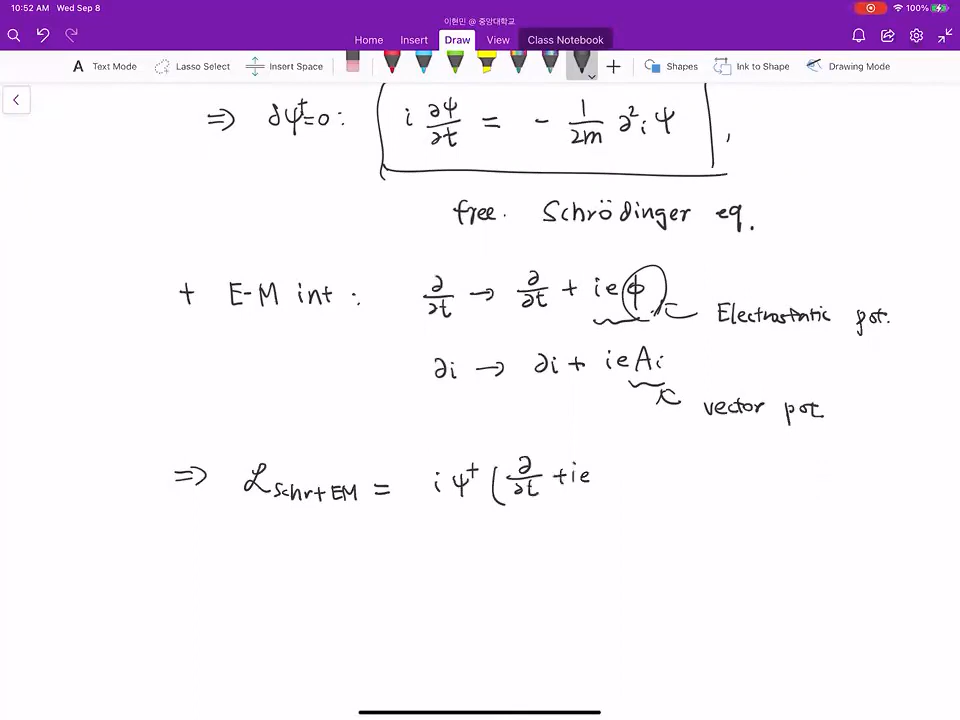 10:52 AM Wed Sep 8
100%
이현민 @ 중앙대학교
Home Insert Draw View Class Notebook
A Text Mode Lasso Select Insert Space Shapes Ink to Shape Drawing Mode
⇒ δψ†=0: i ∂ψ/∂t = - 1/2m ∂²i ψ ,
free. Schrödinger eq.
+ E-M int : ∂/∂t → ∂/∂t + ieϕ Electrostatic pot.
∂i → ∂i + ieAi
vector pot
⇒ ℒSchr+EM = iψ† (∂/∂t +ie